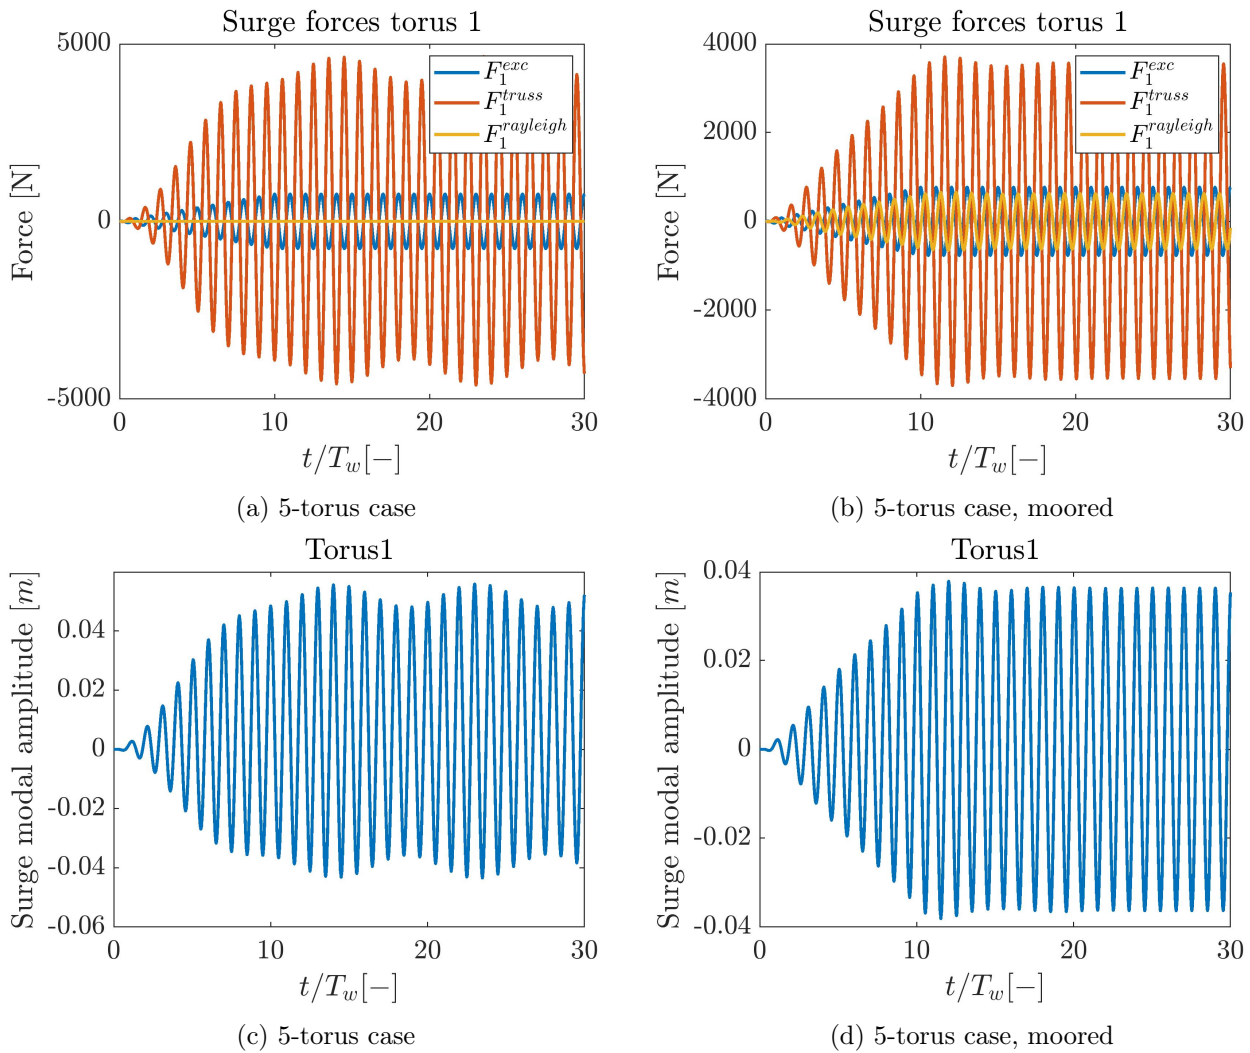 Surge forces torus 1
5000
0
-5000
Force [N]
F_1^{exc}
F_1^{truss}
F_1^{rayleigh}
0 10 20 30
t/T_w[−]
(a) 5-torus case
Surge forces torus 1
4000
2000
0
-2000
-4000
Force [N]
F_1^{exc}
F_1^{truss}
F_1^{rayleigh}
0 10 20 30
t/T_w[−]
(b) 5-torus case, moored
Torus1
0.04
0.02
0
-0.02
-0.04
-0.06
Surge modal amplitude [m]
0 10 20 30
t/T_w[−]
(c) 5-torus case
Torus1
0.04
0.02
0
-0.02
-0.04
Surge modal amplitude [m]
0 10 20 30
t/T_w[−]
(d) 5-torus case, moored